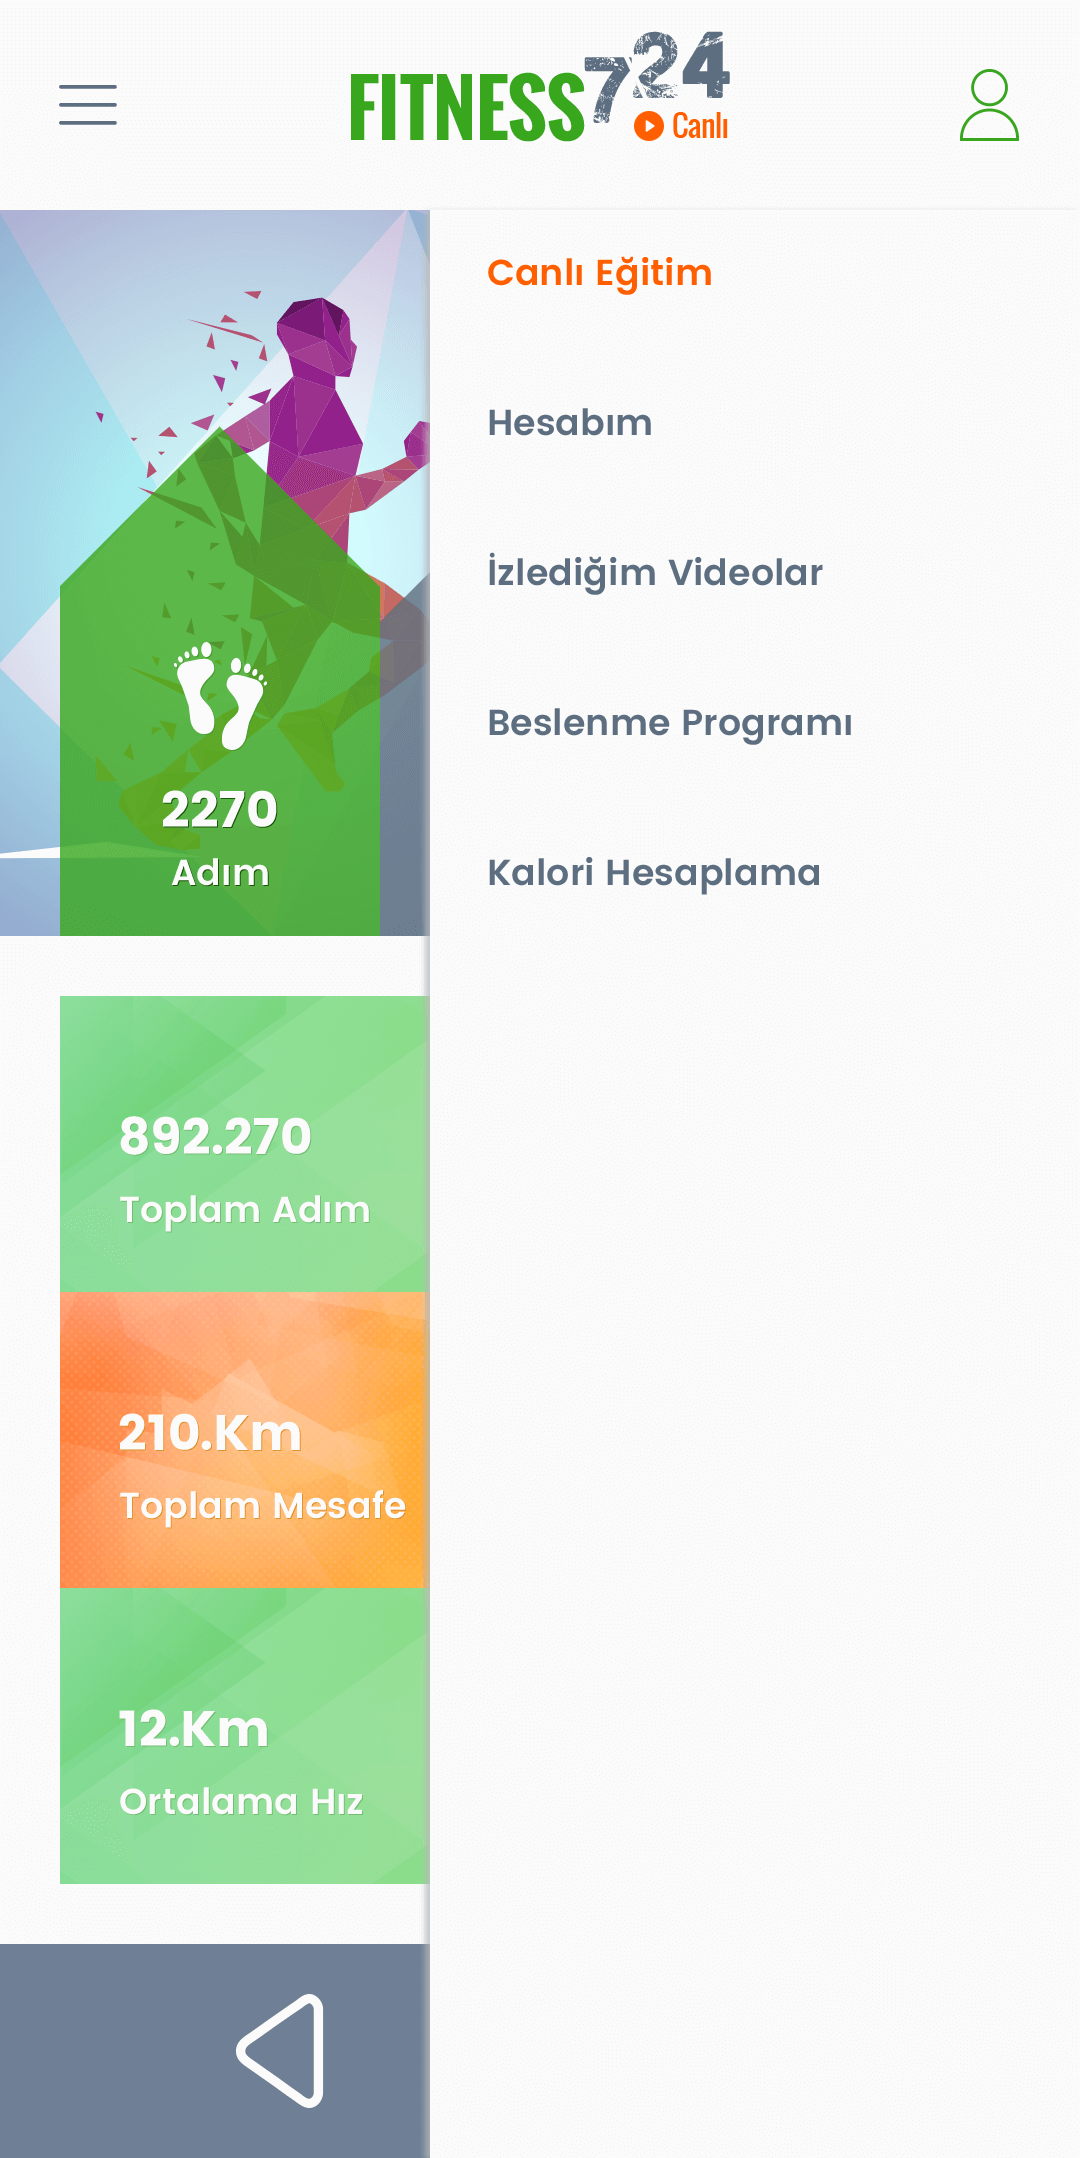 FITNESS724
Canlı
Canlı Eğitim
Hesabım
İzlediğim Videolar
Beslenme Programı
Kalori Hesaplama
2270
Adım
892.270
Toplam Adım
210.Km
Toplam Mesafe
12.Km
Ortalama Hız